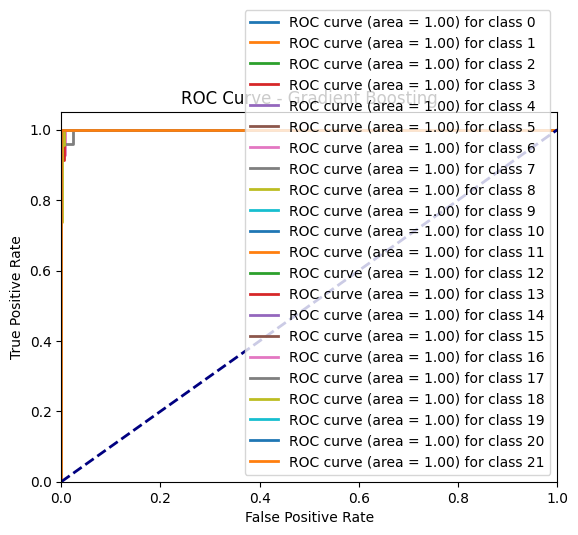 ROC curve (area = 1.00) for class 0
ROC curve (area = 1.00) for class 1
ROC curve (area = 1.00) for class 2
ROC curve (area = 1.00) for class 3
ROC Curve - Gradient Boosting
ROC curve (area = 1.00) for class 4
ROC curve (area = 1.00) for class 5
ROC curve (area = 1.00) for class 6
ROC curve (area = 1.00) for class 7
ROC curve (area = 1.00) for class 8
ROC curve (area = 1.00) for class 9
ROC curve (area = 1.00) for class 10
ROC curve (area = 1.00) for class 11
ROC curve (area = 1.00) for class 12
ROC curve (area = 1.00) for class 13
ROC curve (area = 1.00) for class 14
ROC curve (area = 1.00) for class 15
ROC curve (area = 1.00) for class 16
ROC curve (area = 1.00) for class 17
ROC curve (area = 1.00) for class 18
ROC curve (area = 1.00) for class 19
ROC curve (area = 1.00) for class 20
ROC curve (area = 1.00) for class 21
True Positive Rate
1.0
0.8
0.6
0.4
0.2
0.0
0.0 0.2 0.4 0.6 0.8 1.0
False Positive Rate